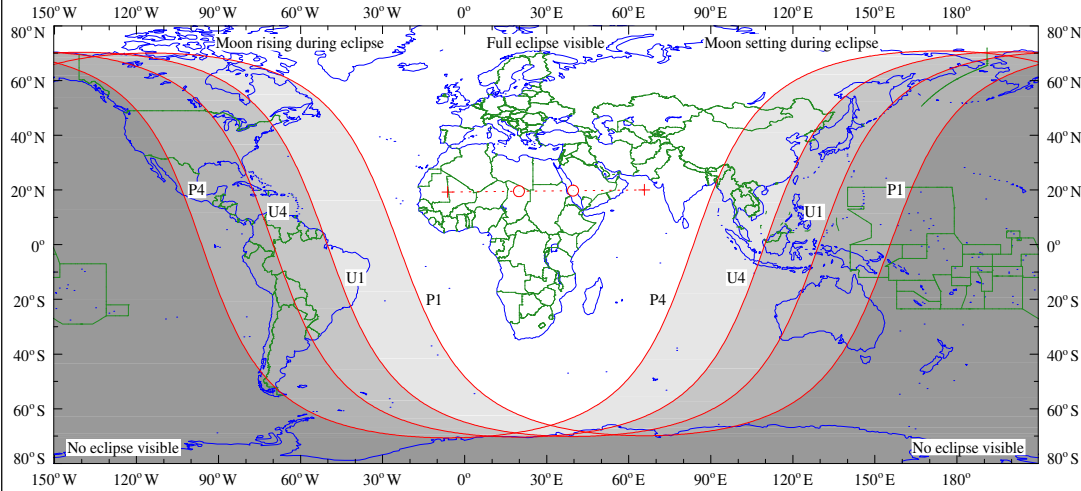 150° W 120° W 90° W 60° W 30° W 0° 30° E 60° E 90° E 120° E 150° E 180°
80° N 80° N
Moon rising during eclipse Full eclipse visible Moon setting during eclipse
60° N 60° N
40° N 40° N
20° N P4 P1 20° N
U4 U1
0° 0°
U1 U4
20° S P1 P4 20° S
40° S 40° S
60° S 60° S
No eclipse visible No eclipse visible
80° S 80° S
150° W 120° W 90° W 60° W 30° W 0° 30° E 60° E 90° E 120° E 150° E 180°